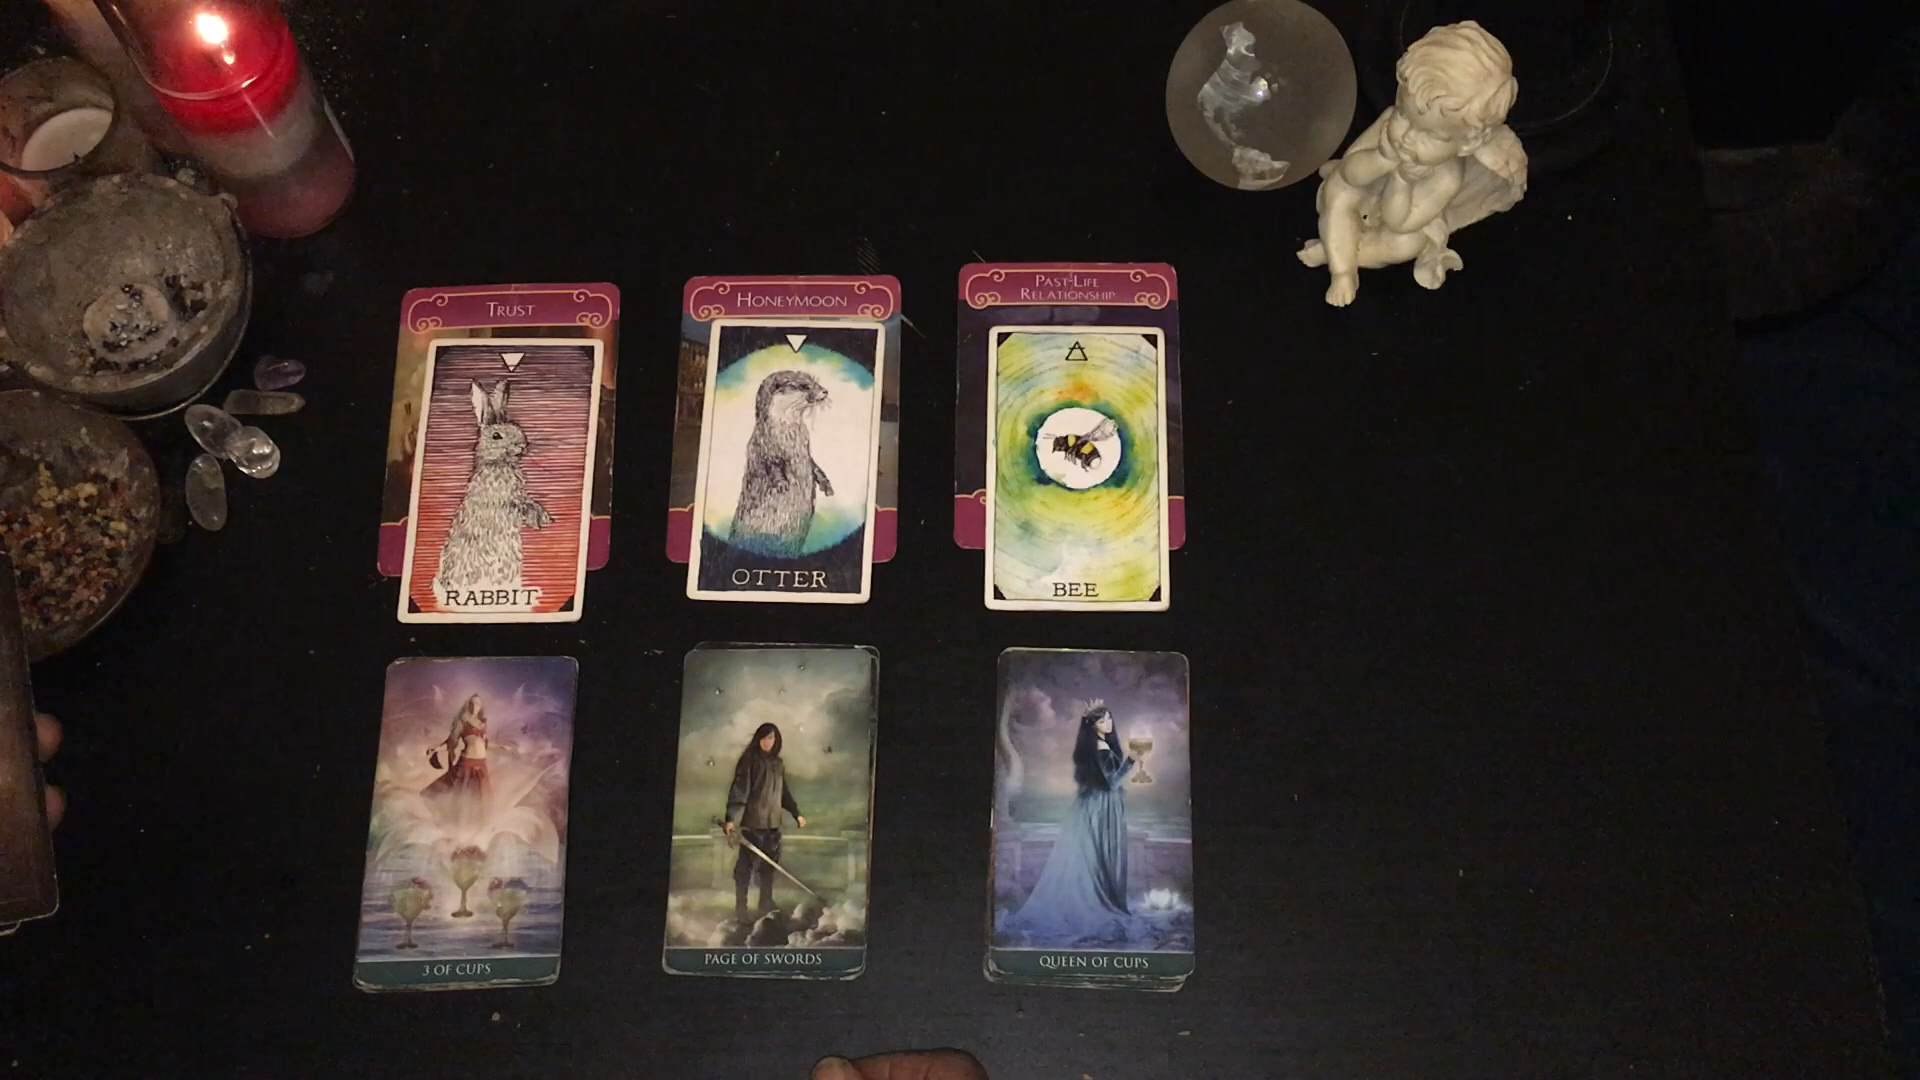 TRUST
HONEYMOON
PAST-LIFE
RELATIONSHIP
RABBIT
OTTER
BEE
3 OF CUPS
PAGE OF SWORDS
QUEEN OF CUPS